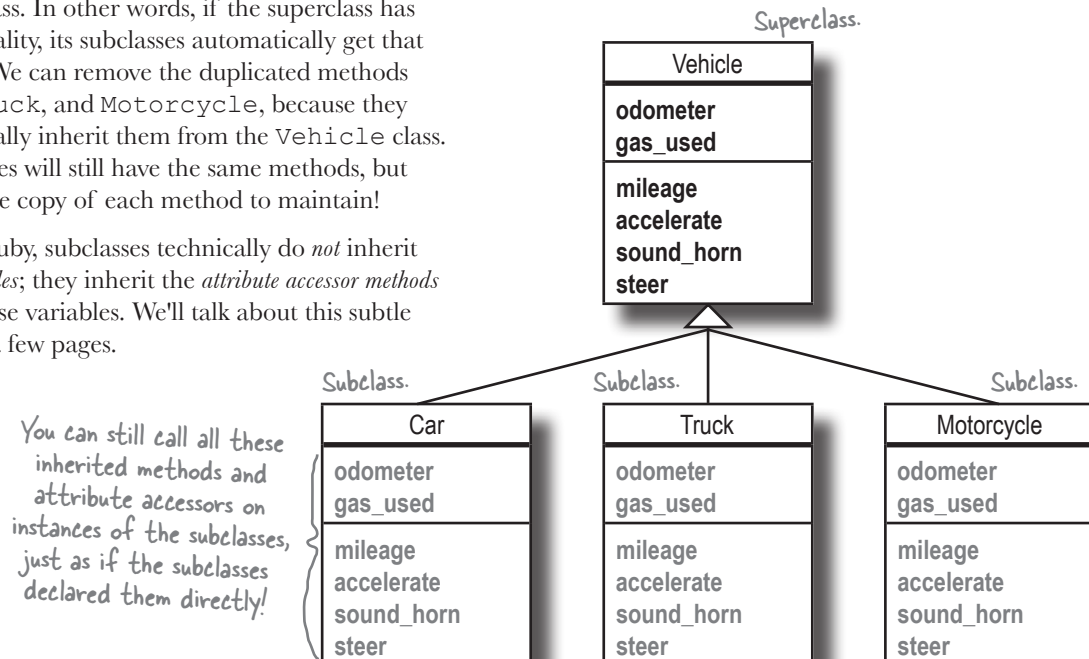 ass. In other words, if the superclass has
ality, its subclasses automatically get that
We can remove the duplicated methods
uck, and Motorcycle, because they
ally inherit them from the Vehicle class.
es will still have the same methods, but
e copy of each method to maintain!
uby, subclasses technically do not inherit
les; they inherit the attribute accessor methods
se variables. We'll talk about this subtle
a few pages.
Superclass.
Vehicle
odometer
gas_used
mileage
accelerate
sound_horn
steer
You can still call all these
inherited methods and
attribute accessors on
instances of the subclasses,
just as if the subclasses
declared them directly!
Subclass.
Car
odometer
gas_used
mileage
accelerate
sound_horn
steer
Subclass.
Truck
odometer
gas_used
mileage
accelerate
sound_horn
steer
Subclass.
Motorcycle
odometer
gas_used
mileage
accelerate
sound_horn
steer